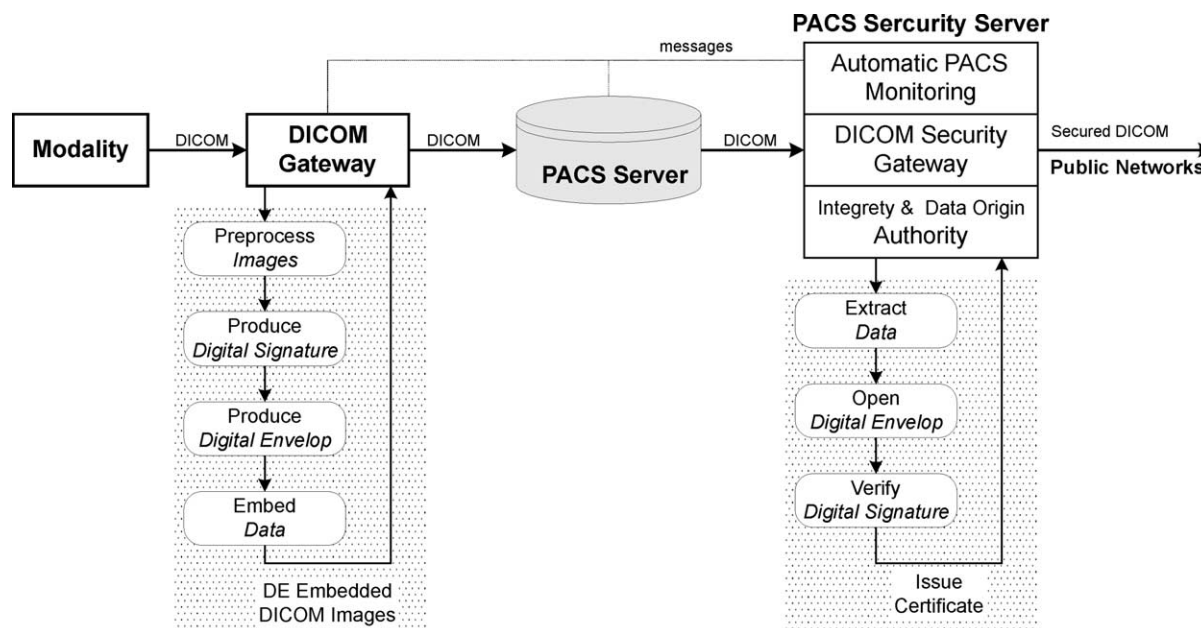 PACS Sercurity Server
messages
Automatic PACS
Monitoring
Modality
DICOM
DICOM
Gateway
DICOM
PACS Server
DICOM
DICOM Security
Gateway
Secured DICOM
Public Networks
Integrety & Data Origin
Authority
Preprocess
Images
Produce
Digital Signature
Produce
Digital Envelop
Embed
Data
DE Embedded
DICOM Images
Extract
Data
Open
Digital Envelop
Verify
Digital Signature
Issue
Certificate